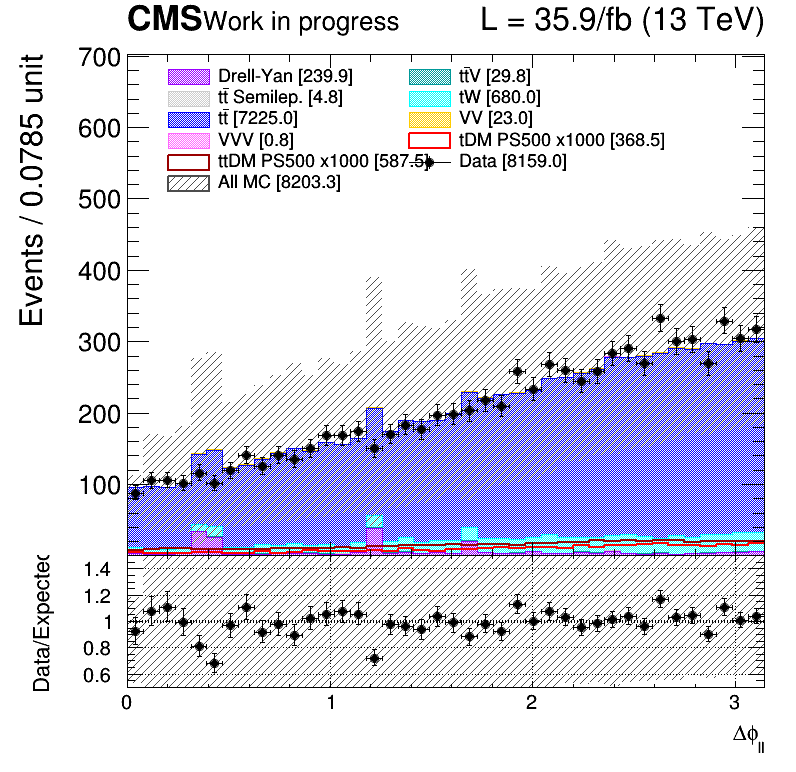 CMS Work in progress L = 35.9/fb (13 TeV)
Events / 0.0785 unit
700
600
500
400
300
200
100
Drell-Yan [239.9]
tt̄V [29.8]
tt̄ Semilep. [4.8]
tW [680.0]
tt̄ [7225.0]
VV [23.0]
VVV [0.8]
tDM PS500 x1000 [368.5]
ttDM PS500 x1000 [587.5]
Data [8159.0]
All MC [8203.3]
Data/Expected
1.4
1.2
1
0.8
0.6
0 1 2 3
Δϕll